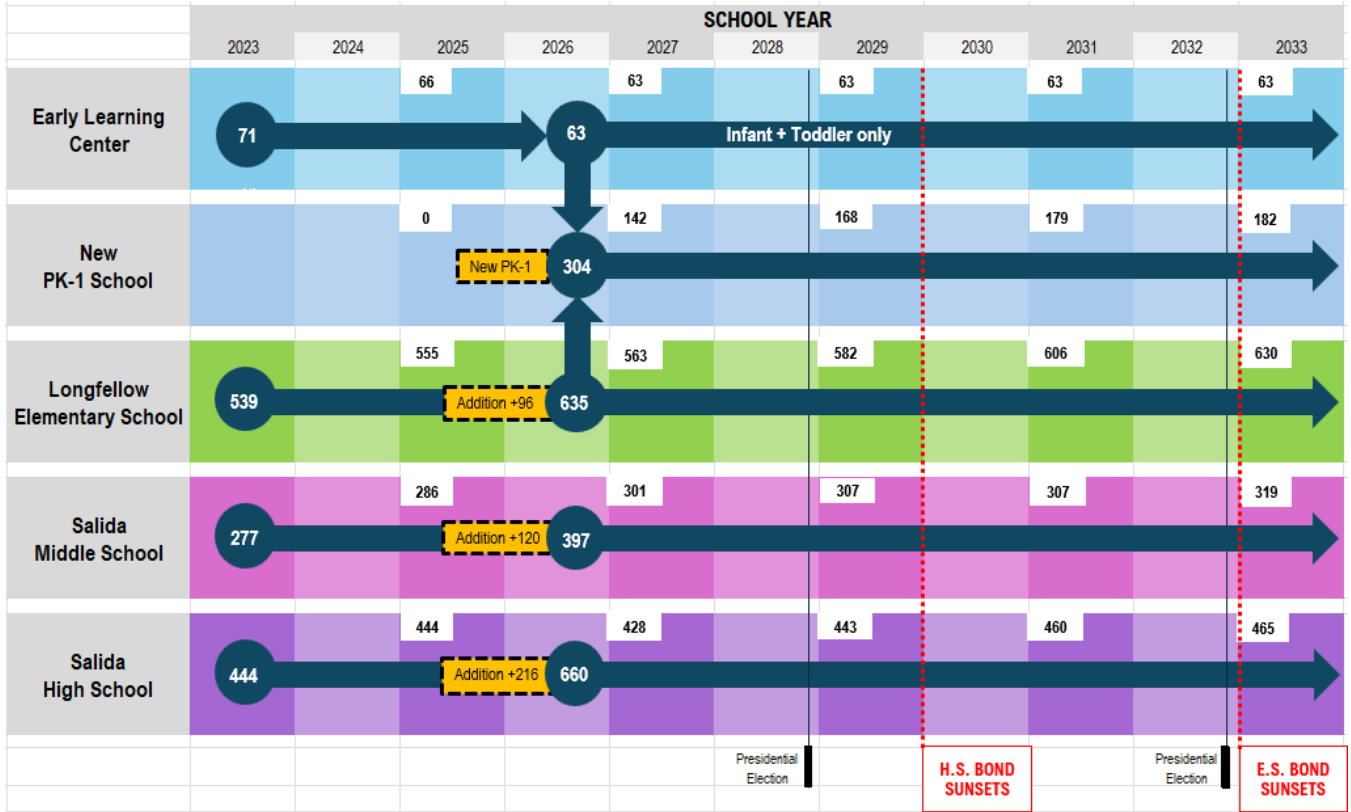 SCHOOL YEAR
2023 2024 2025 2026 2027 2028 2029 2030 2031 2032 2033
66 63 63 63 63
Early Learning
Center
71 63 Infant + Toddler only
0 142 168 179 182
New
PK-1 School
New PK-1 304
555 563 582 606 630
Longfellow
Elementary School
539 Addition +96 635
286 301 307 307 319
Salida
Middle School
277 Addition +120 397
444 428 443 460 465
Salida
High School
444 Addition +216 660
Presidential
Election
H.S. BOND
SUNSETS
Presidential
Election
E.S. BOND
SUNSETS